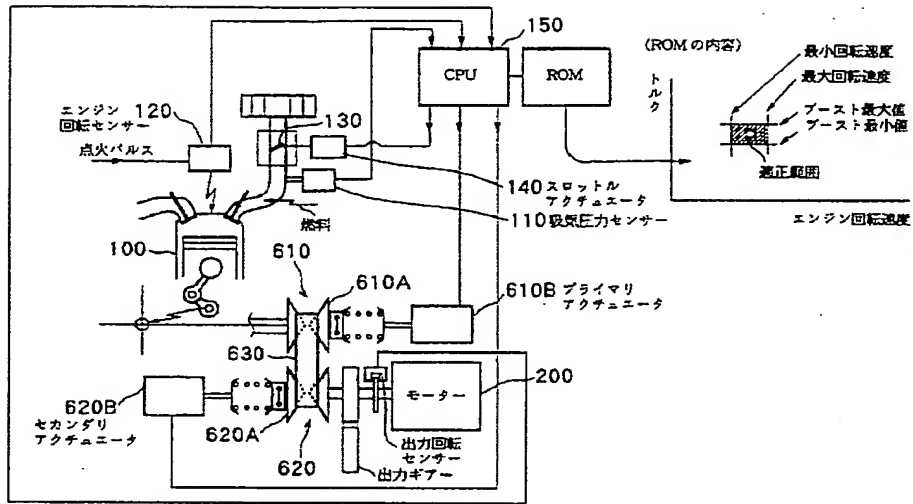 150
CPU
ROM
(ROMの内容)
最小回転速度
最大回転速度
トルク
ブースト最大値
ブースト最小値
適正範囲
エンジン回転速度
エンジン
回転センサー
120
点火パルス
130
140 スロットル
アクチュエータ
110 吸気圧力センサー
燃料
100
610
610A
610B プライマリ
アクチュエータ
630
200
モーター
620B
セカンダリ
アクチュエータ
620A
620
出力回転
センサー
出力ギアー